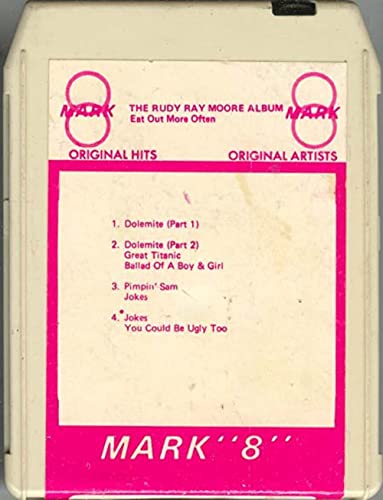 MARK
8
THE RUDY RAY MOORE ALBUM
Eat Out More Often
MARK
8
ORIGINAL HITS
ORIGINAL ARTISTS
1. Dolemite (Part 1)
2. Dolemite (Part 2)
Great Titanic
Ballad Of A Boy & Girl
3. Pimpin' Sam
Jokes
4. Jokes
You Could Be Ugly Too
MARK "8"